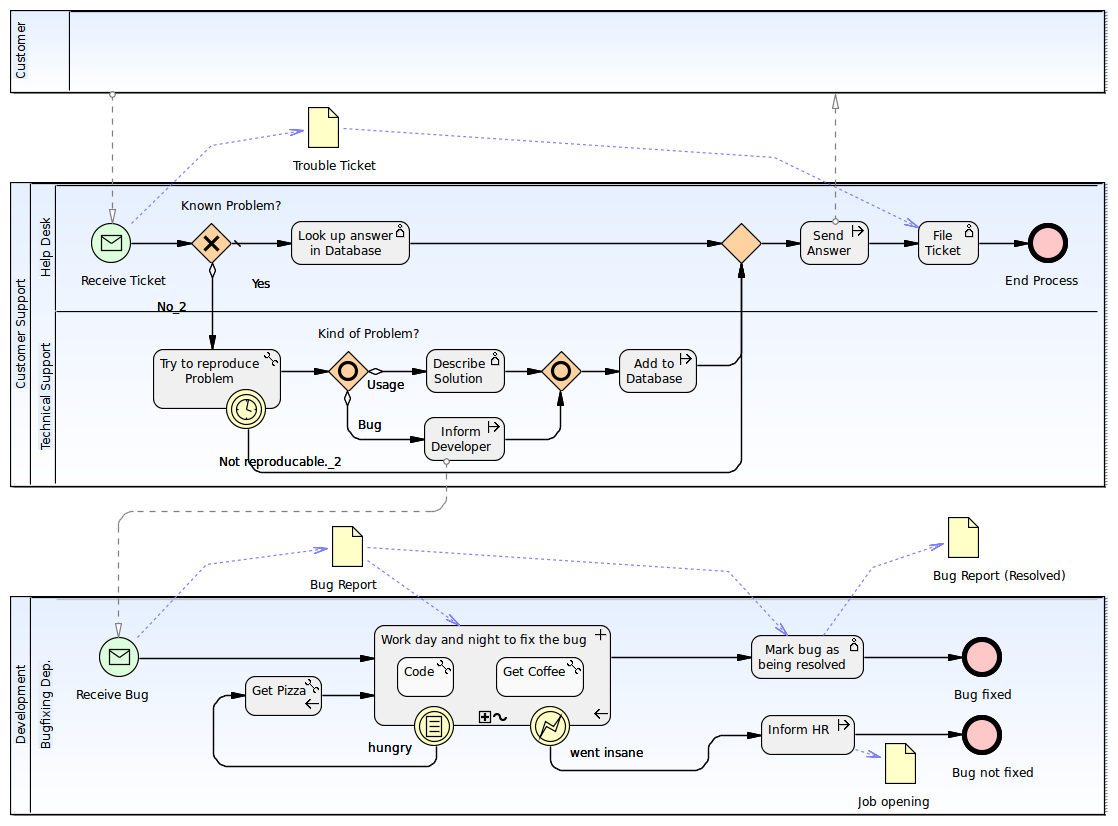 Customer
Trouble Ticket
Customer Support
Help Desk
Known Problem?
Look up answer
in Database
Send
Answer
File
Ticket
Receive Ticket
Yes
End Process
No_2
Technical Support
Kind of Problem?
Try to reproduce
Problem
Usage
Describe
Solution
Add to
Database
Bug
Inform
Developer
Not reproducable._2
Bug Report
Bug Report (Resolved)
Development
Bugfixing Dep.
Work day and night to fix the bug
Mark bug as
being resolved
Code
Get Coffee
Receive Bug
Get Pizza
Bug fixed
Inform HR
hungry
went insane
Bug not fixed
Job opening